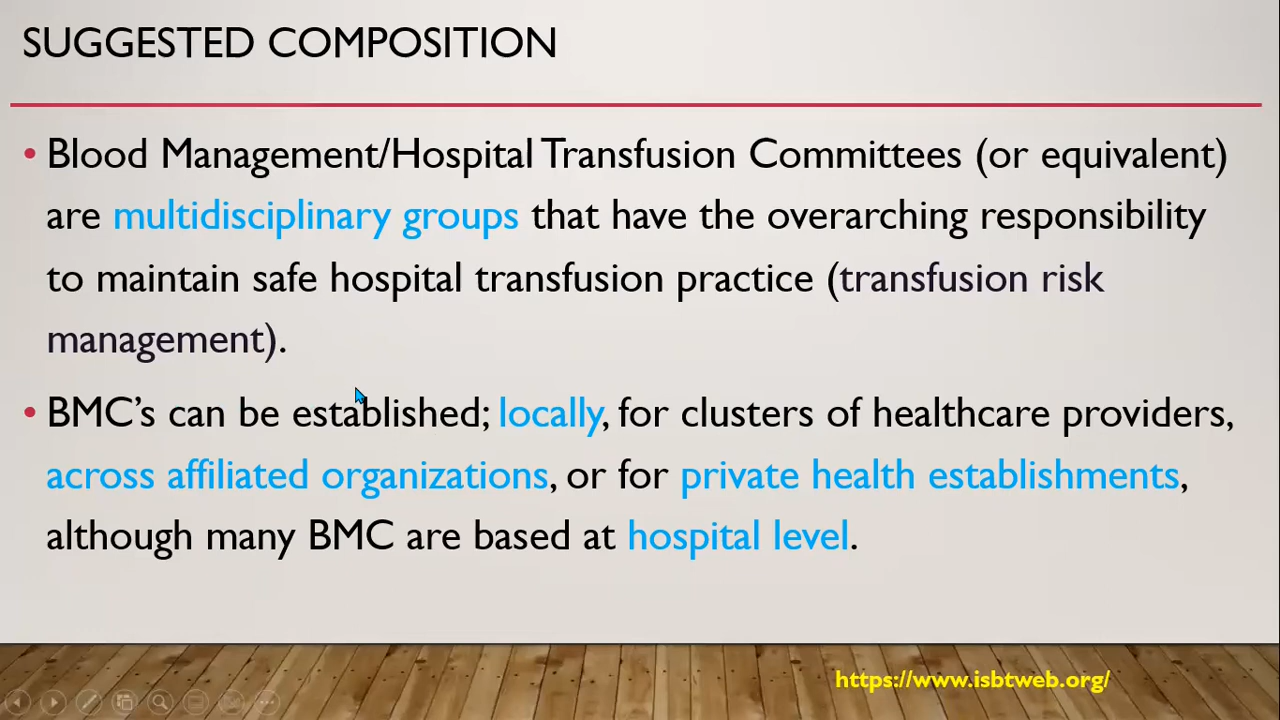 SUGGESTED COMPOSITION
• Blood Management/Hospital Transfusion Committees (or equivalent)
are multidisciplinary groups that have the overarching responsibility
to maintain safe hospital transfusion practice (transfusion risk
management).
• BMC’s can be established; locally, for clusters of healthcare providers,
across affiliated organizations, or for private health establishments,
although many BMC are based at hospital level.
https://www.isbtweb.org/